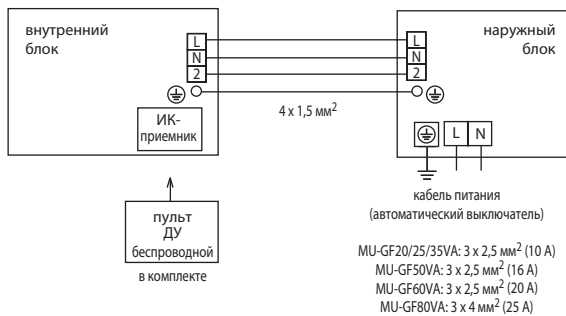 внутренний
блок
L
N
2
ИК-
приемник
4 x 1,5 мм²
L
N
2
наружный
блок
L N
кабель питания
(автоматический выключатель)
пульт
ДУ
беспроводной
в комплекте
MU-GF20/25/35VA: 3 x 2,5 мм² (10 А)
MU-GF50VA: 3 x 2,5 мм² (16 А)
MU-GF60VA: 3 x 2,5 мм² (20 А)
MU-GF80VA: 3 x 4 мм² (25 А)